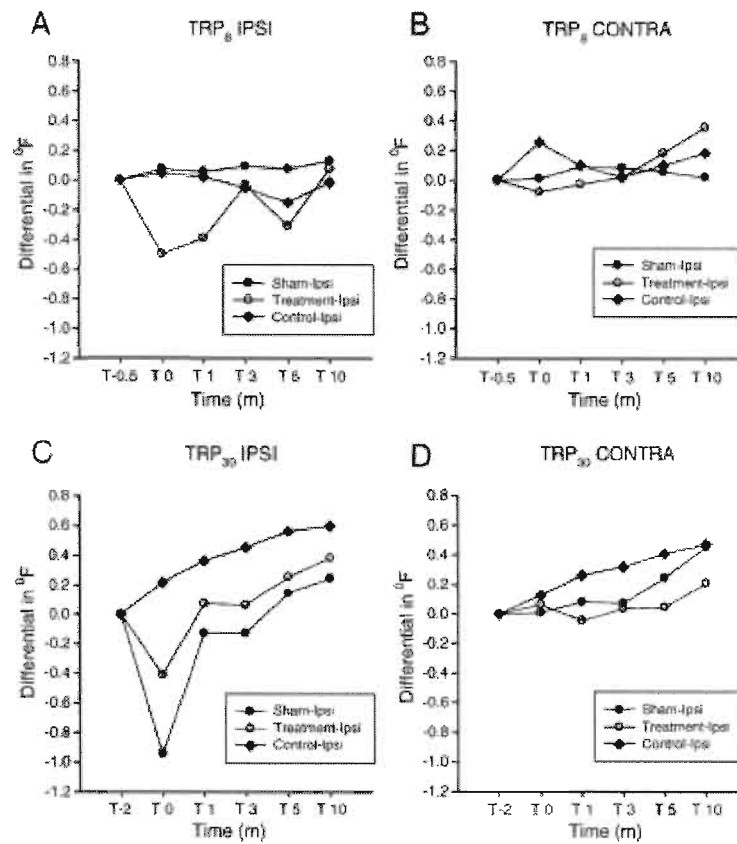 A
TRP6 IPSI
0.8
0.6
0.4
0.2
0.0
-0.2
-0.4
-0.6
-0.8
-1.0
-1.2
Differential in ⁰F
Sham-Ipsi
Treatment-Ipsi
Control-Ipsi
T-0.5 T 0 T 1 T 3 T 5 T 10
Time (m)
B
TRP6 CONTRA
0.8
0.6
0.4
0.2
0.0
-0.2
-0.4
-0.6
-0.8
-1.0
-1.2
Differential in ⁰F
Sham-Ipsi
Treatment-Ipsi
Control-Ipsi
T-0.5 T 0 T 1 T 3 T 5 T 10
Time (m)
C
TRP30 IPSI
0.8
0.6
0.4
0.2
0.0
-0.2
-0.4
-0.6
-0.8
-1.0
-1.2
Differential in ⁰F
Sham-Ipsi
Treatment-Ipsi
Control-Ipsi
T-2 T 0 T 1 T 3 T 5 T 10
Time (m)
D
TRP30 CONTRA
0.8
0.6
0.4
0.2
0.0
-0.2
-0.4
-0.6
-0.8
-1.0
-1.2
Differential in ⁰F
Sham-Ipsi
Treatment-Ipsi
Control-Ipsi
T-2 T 0 T 1 T 3 T 5 T 10
Time (m)